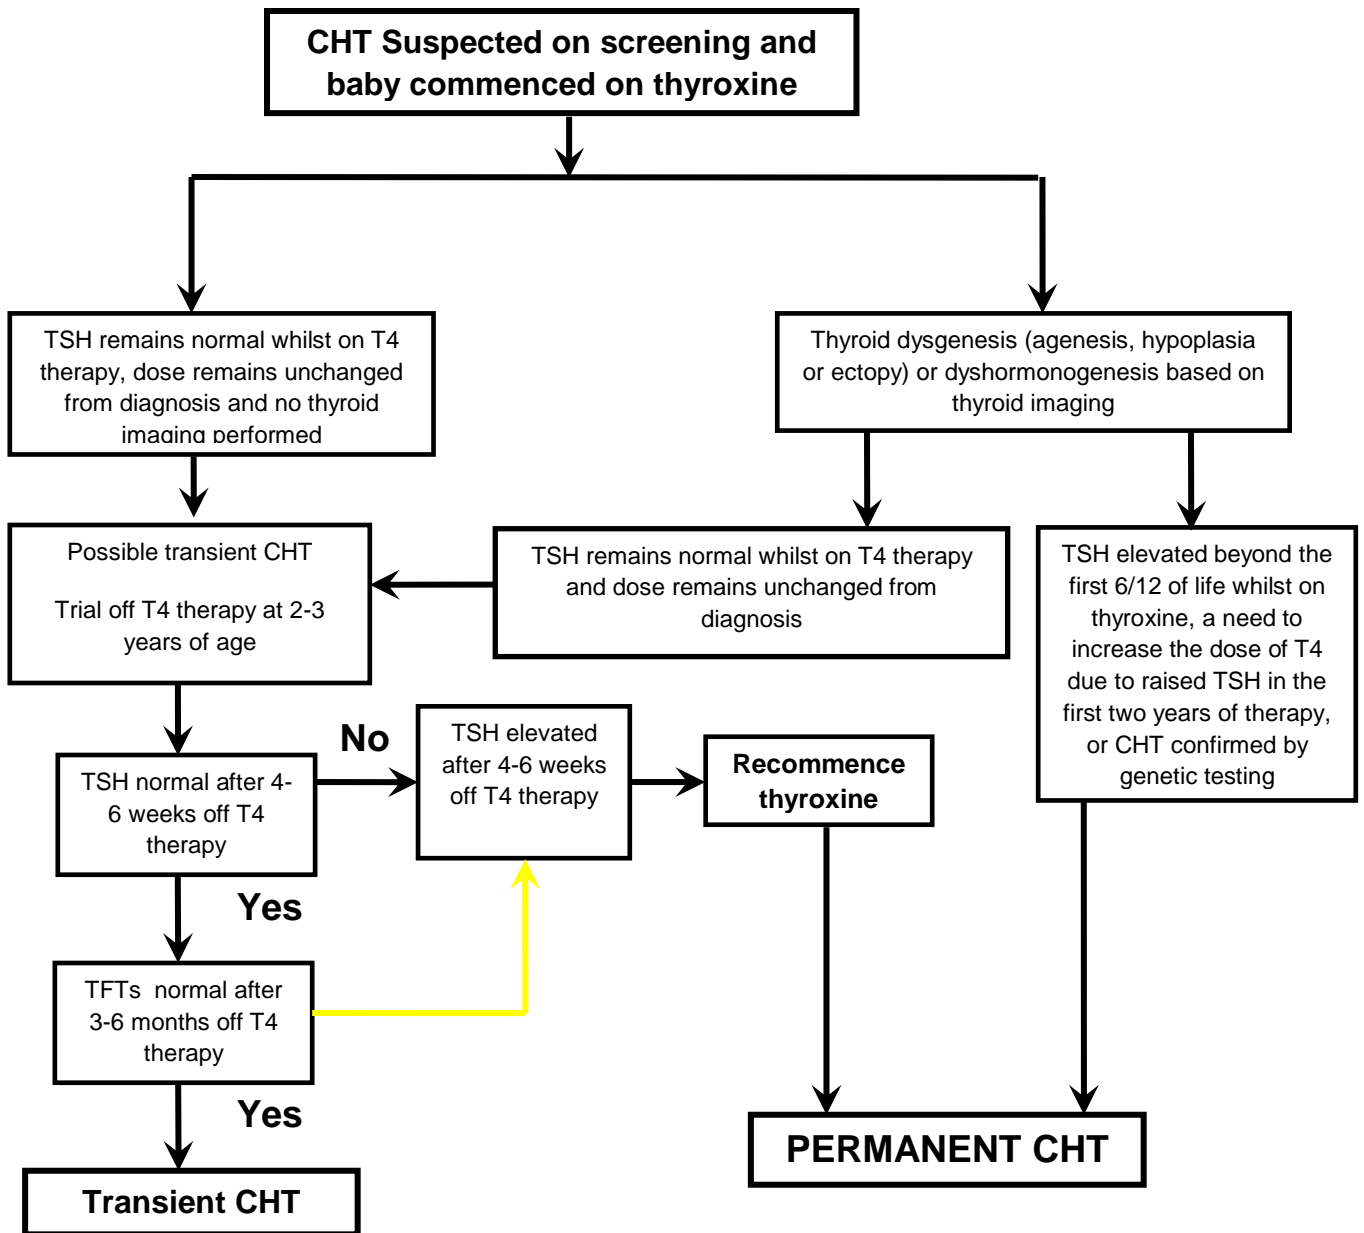 CHT Suspected on screening and
baby commenced on thyroxine
TSH remains normal whilst on T4
therapy, dose remains unchanged
from diagnosis and no thyroid
imaging performed
Thyroid dysgenesis (agenesis, hypoplasia
or ectopy) or dyshormonogenesis based on
thyroid imaging
Possible transient CHT
Trial off T4 therapy at 2-3
years of age
TSH remains normal whilst on T4 therapy
and dose remains unchanged from
diagnosis
TSH elevated beyond the
first 6/12 of life whilst on
thyroxine, a need to
increase the dose of T4
due to raised TSH in the
first two years of therapy,
or CHT confirmed by
genetic testing
TSH normal after 4-
6 weeks off T4
therapy
No
TSH elevated
after 4-6 weeks
off T4 therapy
Recommence
thyroxine
Yes
TFTs  normal after
3-6 months off T4
therapy
Yes
Transient CHT
PERMANENT CHT